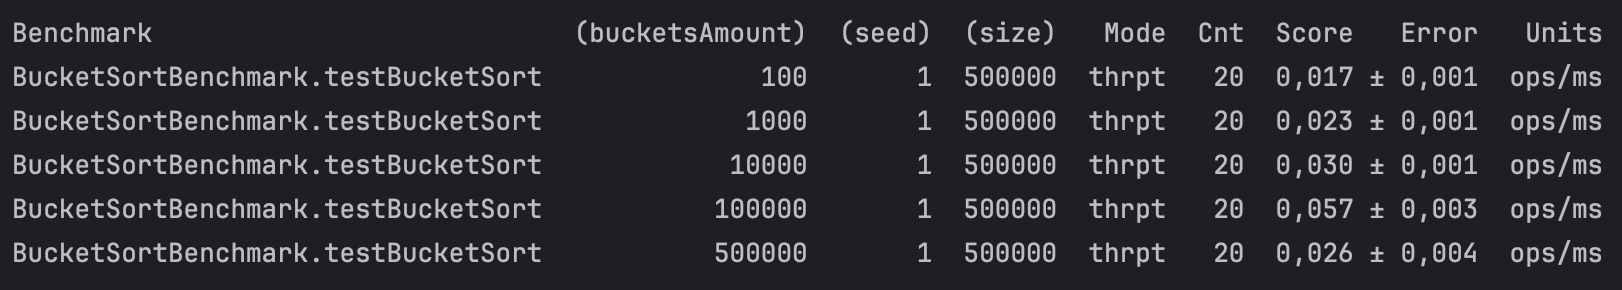 Benchmark (bucketsAmount) (seed) (size) Mode Cnt Score Error Units
BucketSortBenchmark.testBucketSort 100 1 500000 thrpt 20 0,017 ± 0,001 ops/ms
BucketSortBenchmark.testBucketSort 1000 1 500000 thrpt 20 0,023 ± 0,001 ops/ms
BucketSortBenchmark.testBucketSort 10000 1 500000 thrpt 20 0,030 ± 0,001 ops/ms
BucketSortBenchmark.testBucketSort 100000 1 500000 thrpt 20 0,057 ± 0,003 ops/ms
BucketSortBenchmark.testBucketSort 500000 1 500000 thrpt 20 0,026 ± 0,004 ops/ms